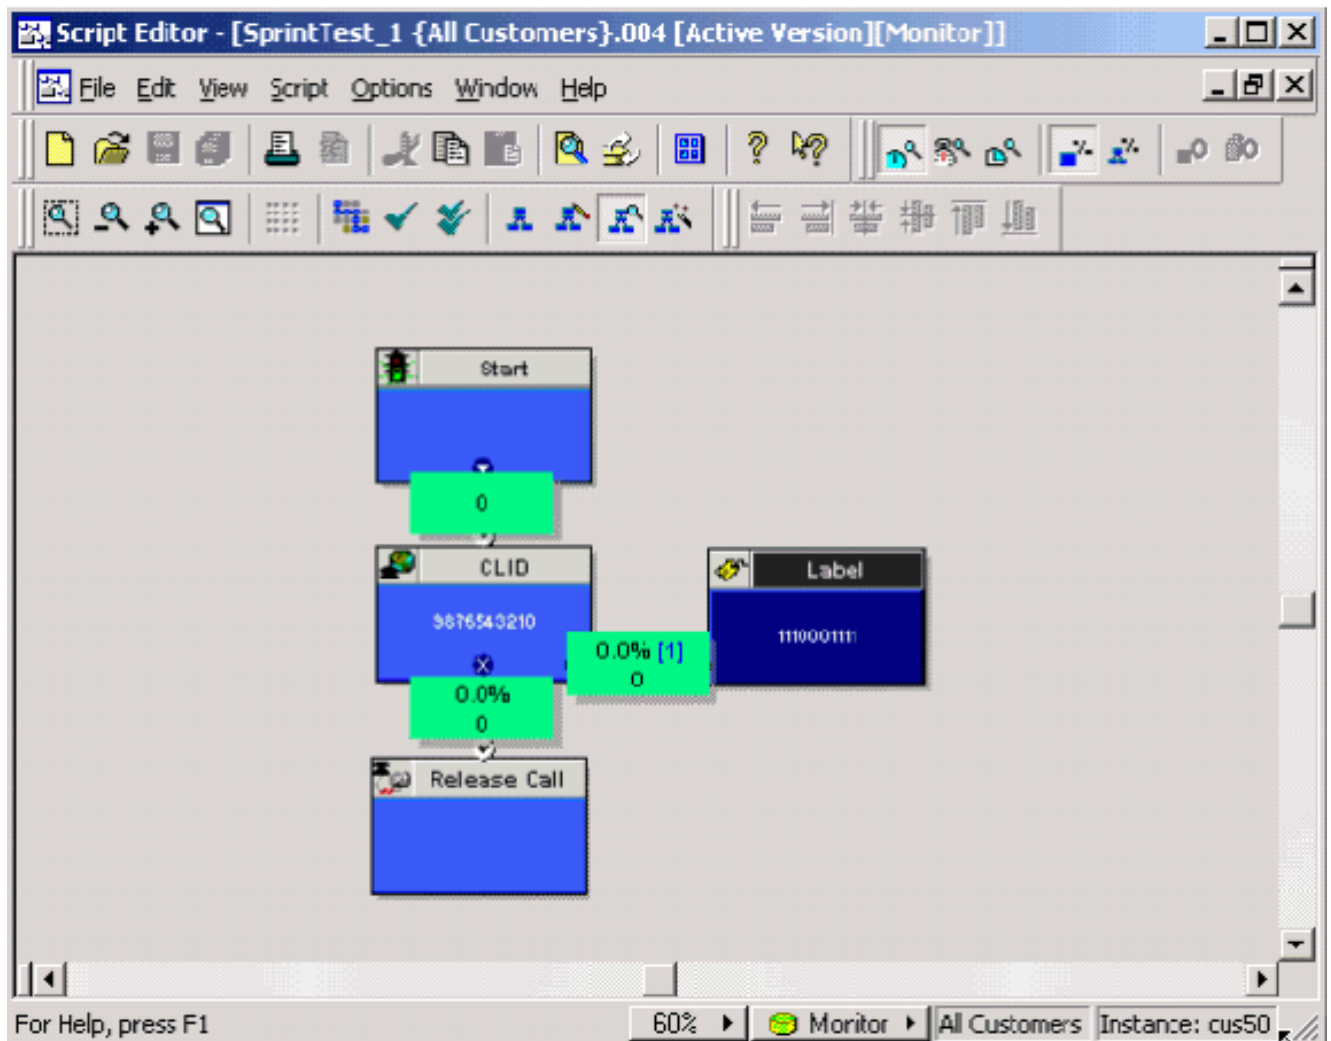 Script Editor - [SprintTest_1 {All Customers}.004 [Active Version][Monitor]]
File Edit View Script Options Window Help
Start
0
CLID
9876543210
Label
1110001111
0.0% [1]
0
0.0%
0
Release Call
For Help, press F1
60%
Monitor
All Customers
Instance: cus50